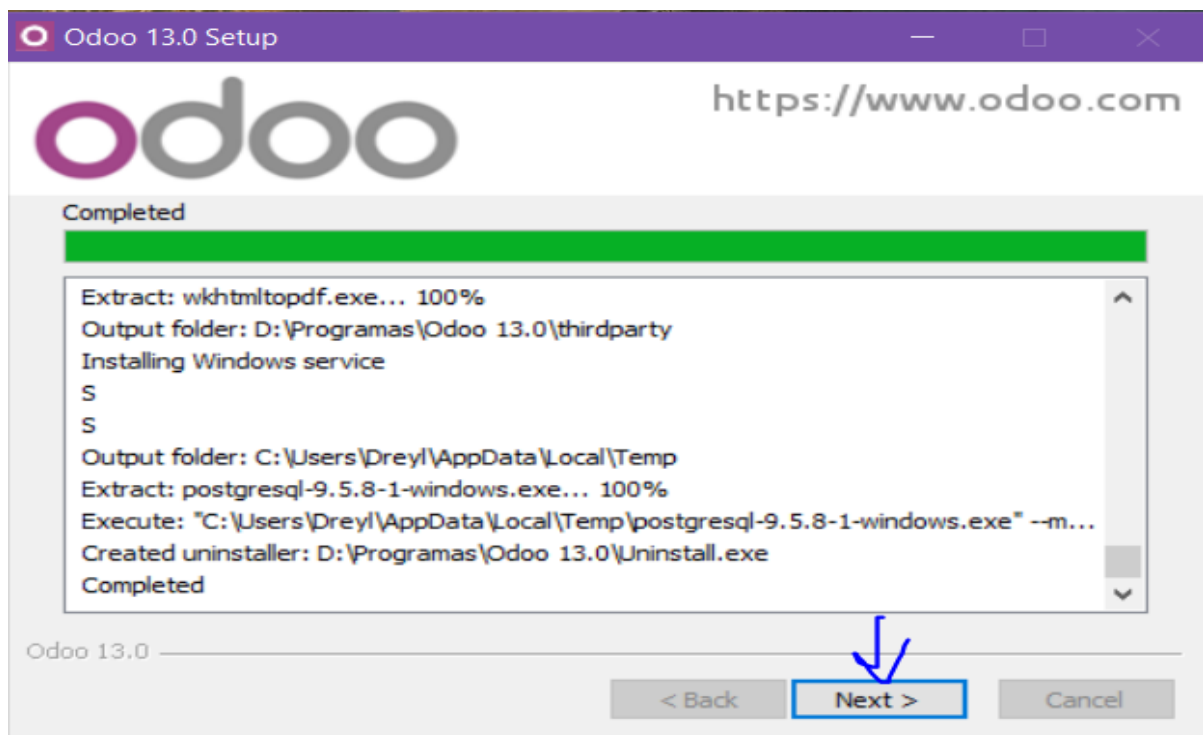 Odoo 13.0 Setup
odoo
https://www.odoo.com
Completed
Extract: wkhtmltopdf.exe... 100%
Output folder: D:\Programas\Odoo 13.0\thirdparty
Installing Windows service
S
S
Output folder: C:\Users\Dreyl\AppData\Local\Temp
Extract: postgresql-9.5.8-1-windows.exe... 100%
Execute: "C:\Users\Dreyl\AppData\Local\Temp\postgresql-9.5.8-1-windows.exe" --m...
Created uninstaller: D:\Programas\Odoo 13.0\Uninstall.exe
Completed
Odoo 13.0
< Back Next > Cancel